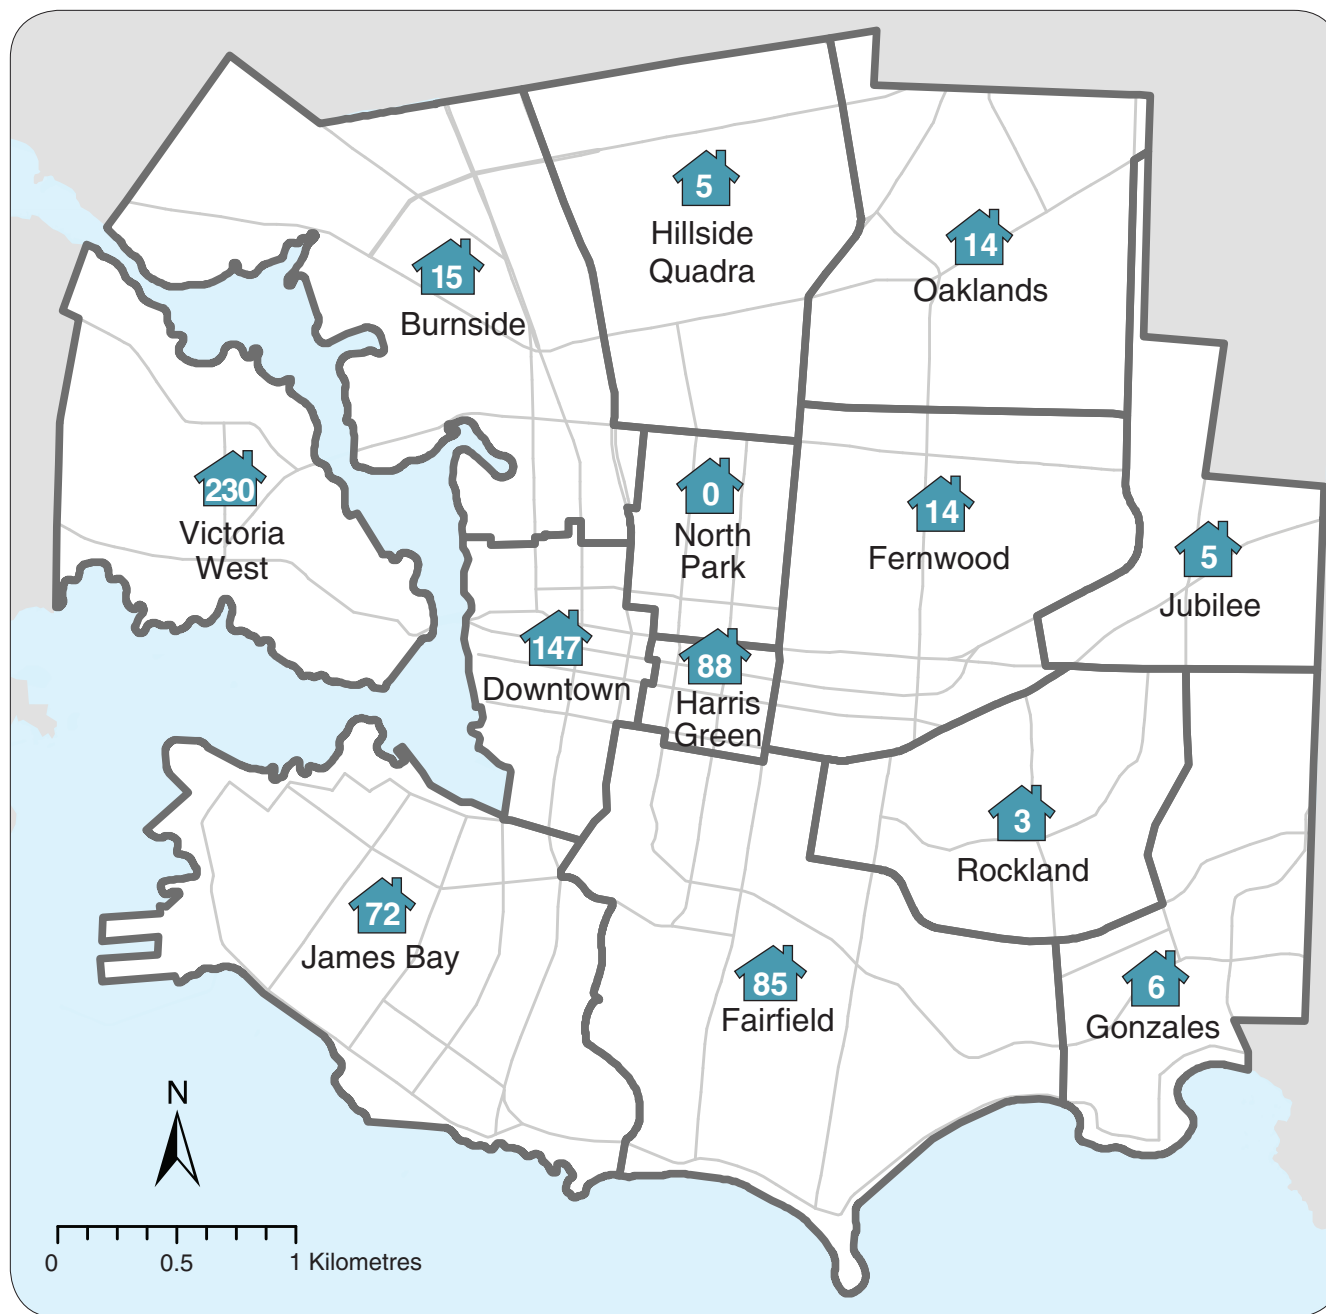 5
Hillside
Quadra
14
Oaklands
15
Burnside
230
Victoria
West
0
North
Park
14
Fernwood
5
Jubilee
147
Downtown
88
Harris
Green
3
Rockland
72
James Bay
85
Fairfield
6
Gonzales
N
0 0.5 1 Kilometres